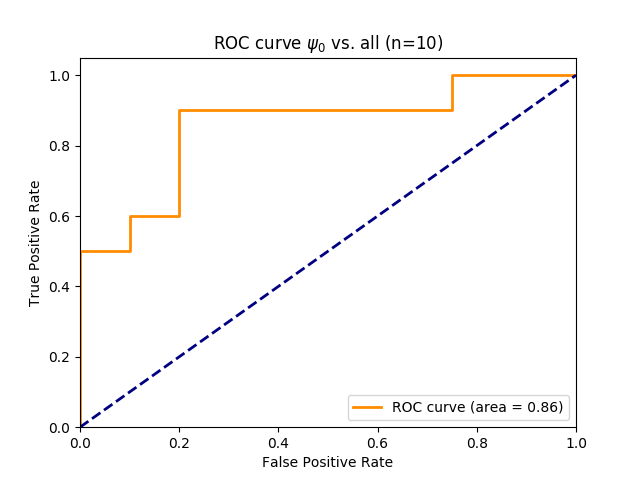 ROC curve ψ0 vs. all (n=10)
True Positive Rate
1.0
0.8
0.6
0.4
0.2
0.0
0.0 0.2 0.4 0.6 0.8 1.0
False Positive Rate
ROC curve (area = 0.86)